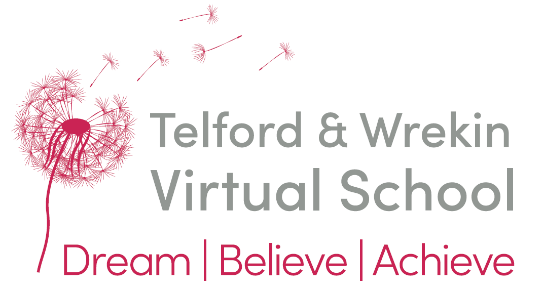 Telford & Wrekin
Virtual School
Dream | Believe | Achieve